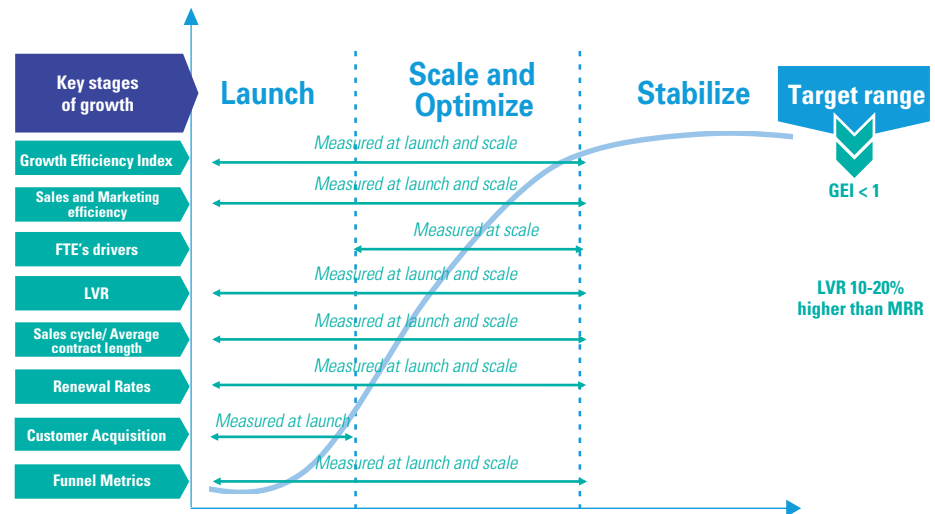 Key stages
of growth
Launch
Scale and
Optimize
Stabilize
Target range
Growth Efficiency Index
Measured at launch and scale
GEI < 1
Sales and Marketing
efficiency
Measured at launch and scale
FTE's drivers
Measured at scale
LVR
Measured at launch and scale
LVR 10-20%
higher than MRR
Sales cycle/ Average
contract length
Measured at launch and scale
Renewal Rates
Measured at launch and scale
Customer Acquisition
Measured at launch
Funnel Metrics
Measured at launch and scale